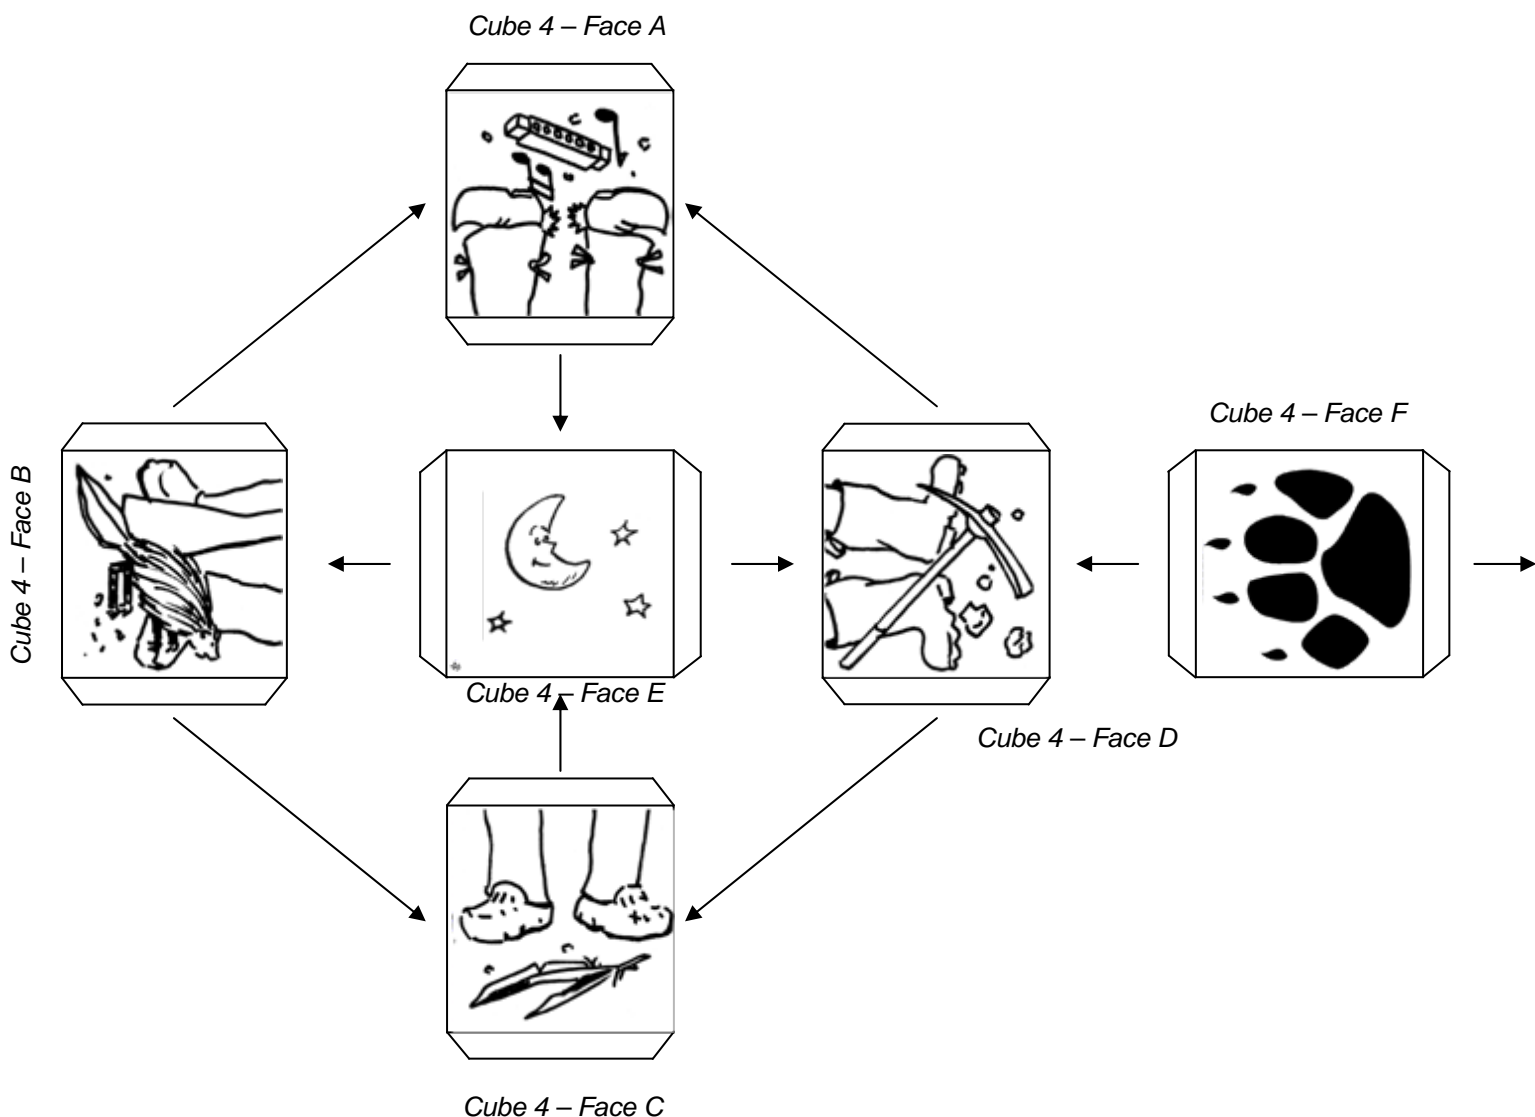 Cube 4 – Face A
Cube 4 – Face F
Cube 4 – Face B
Cube 4 – Face E
Cube 4 – Face D
Cube 4 – Face C